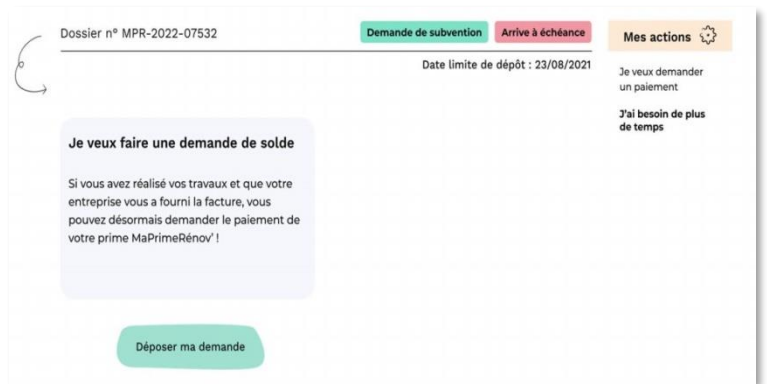 Dossier n° MPR-2022-07532
Demande de subvention
Arrive à échéance
Date limite de dépôt : 23/08/2021
Je veux faire une demande de solde
Si vous avez réalisé vos travaux et que votre
entreprise vous a fourni la facture, vous
pouvez désormais demander le paiement de
votre prime MaPrimeRénov' !
Déposer ma demande
Mes actions
Je veux demander
un paiement
J'ai besoin de plus
de temps